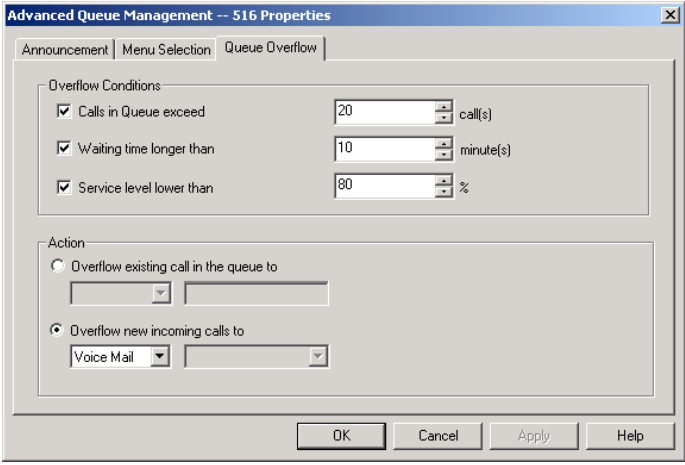 Advanced Queue Management -- 516 Properties
Announcement Menu Selection Queue Overflow
Overflow Conditions
Calls in Queue exceed 20 call(s)
Waiting time longer than 10 minute(s)
Service level lower than 80 %
Action
Overflow existing call in the queue to
Overflow new incoming calls to
Voice Mail
OK Cancel Apply Help